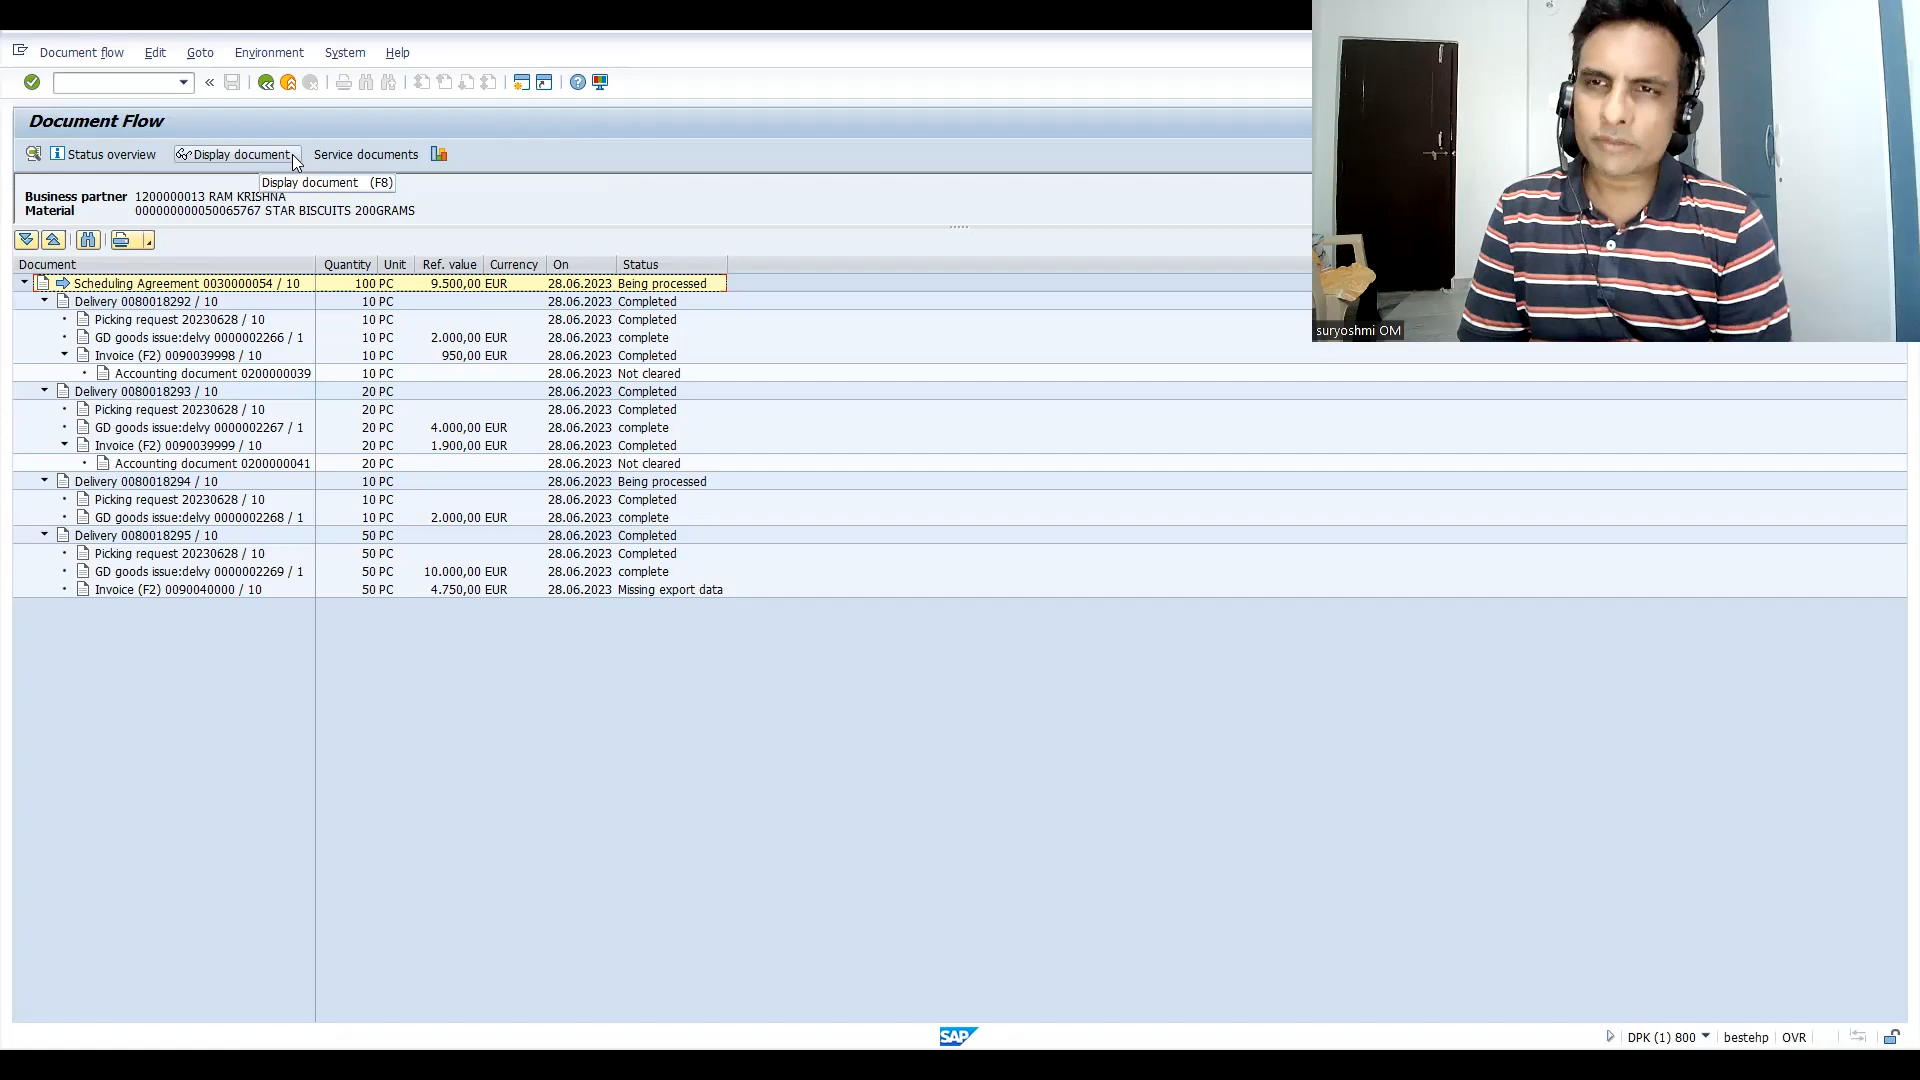 Document flow Edit Goto Environment System Help
Document Flow
Status overview Display document Service documents
Display document (F8)
Business partner 1200000013 RAM KRISHNA
Material 000000000050065767 STAR BISCUITS 200GRAMS
Document Quantity Unit Ref. value Currency On Status
Scheduling Agreement 0030000054 / 10 100 PC 9.500,00 EUR 28.06.2023 Being processed
Delivery 0080018292 / 10 10 PC 28.06.2023 Completed
Picking request 20230628 / 10 10 PC 28.06.2023 Completed
GD goods issue:delvy 0000002266 / 1 10 PC 2.000,00 EUR 28.06.2023 complete
Invoice (F2) 0090039998 / 10 10 PC 950,00 EUR 28.06.2023 Completed
Accounting document 0200000039 10 PC 28.06.2023 Not cleared
Delivery 0080018293 / 10 20 PC 28.06.2023 Completed
Picking request 20230628 / 10 20 PC 28.06.2023 Completed
GD goods issue:delvy 0000002267 / 1 20 PC 4.000,00 EUR 28.06.2023 complete
Invoice (F2) 0090039999 / 10 20 PC 1.900,00 EUR 28.06.2023 Completed
Accounting document 0200000041 20 PC 28.06.2023 Not cleared
Delivery 0080018294 / 10 10 PC 28.06.2023 Being processed
Picking request 20230628 / 10 10 PC 28.06.2023 Completed
GD goods issue:delvy 0000002268 / 1 10 PC 2.000,00 EUR 28.06.2023 complete
Delivery 0080018295 / 10 50 PC 28.06.2023 Completed
Picking request 20230628 / 10 50 PC 28.06.2023 Completed
GD goods issue:delvy 0000002269 / 1 50 PC 10.000,00 EUR 28.06.2023 complete
Invoice (F2) 0090040000 / 10 50 PC 4.750,00 EUR 28.06.2023 Missing export data
suryoshmi OM
SAP
DPK (1) 800 bestehp OVR